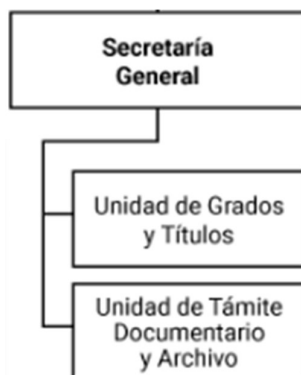 Secretaría
General
Unidad de Grados
y Títulos
Unidad de Támite
Documentario
y Archivo